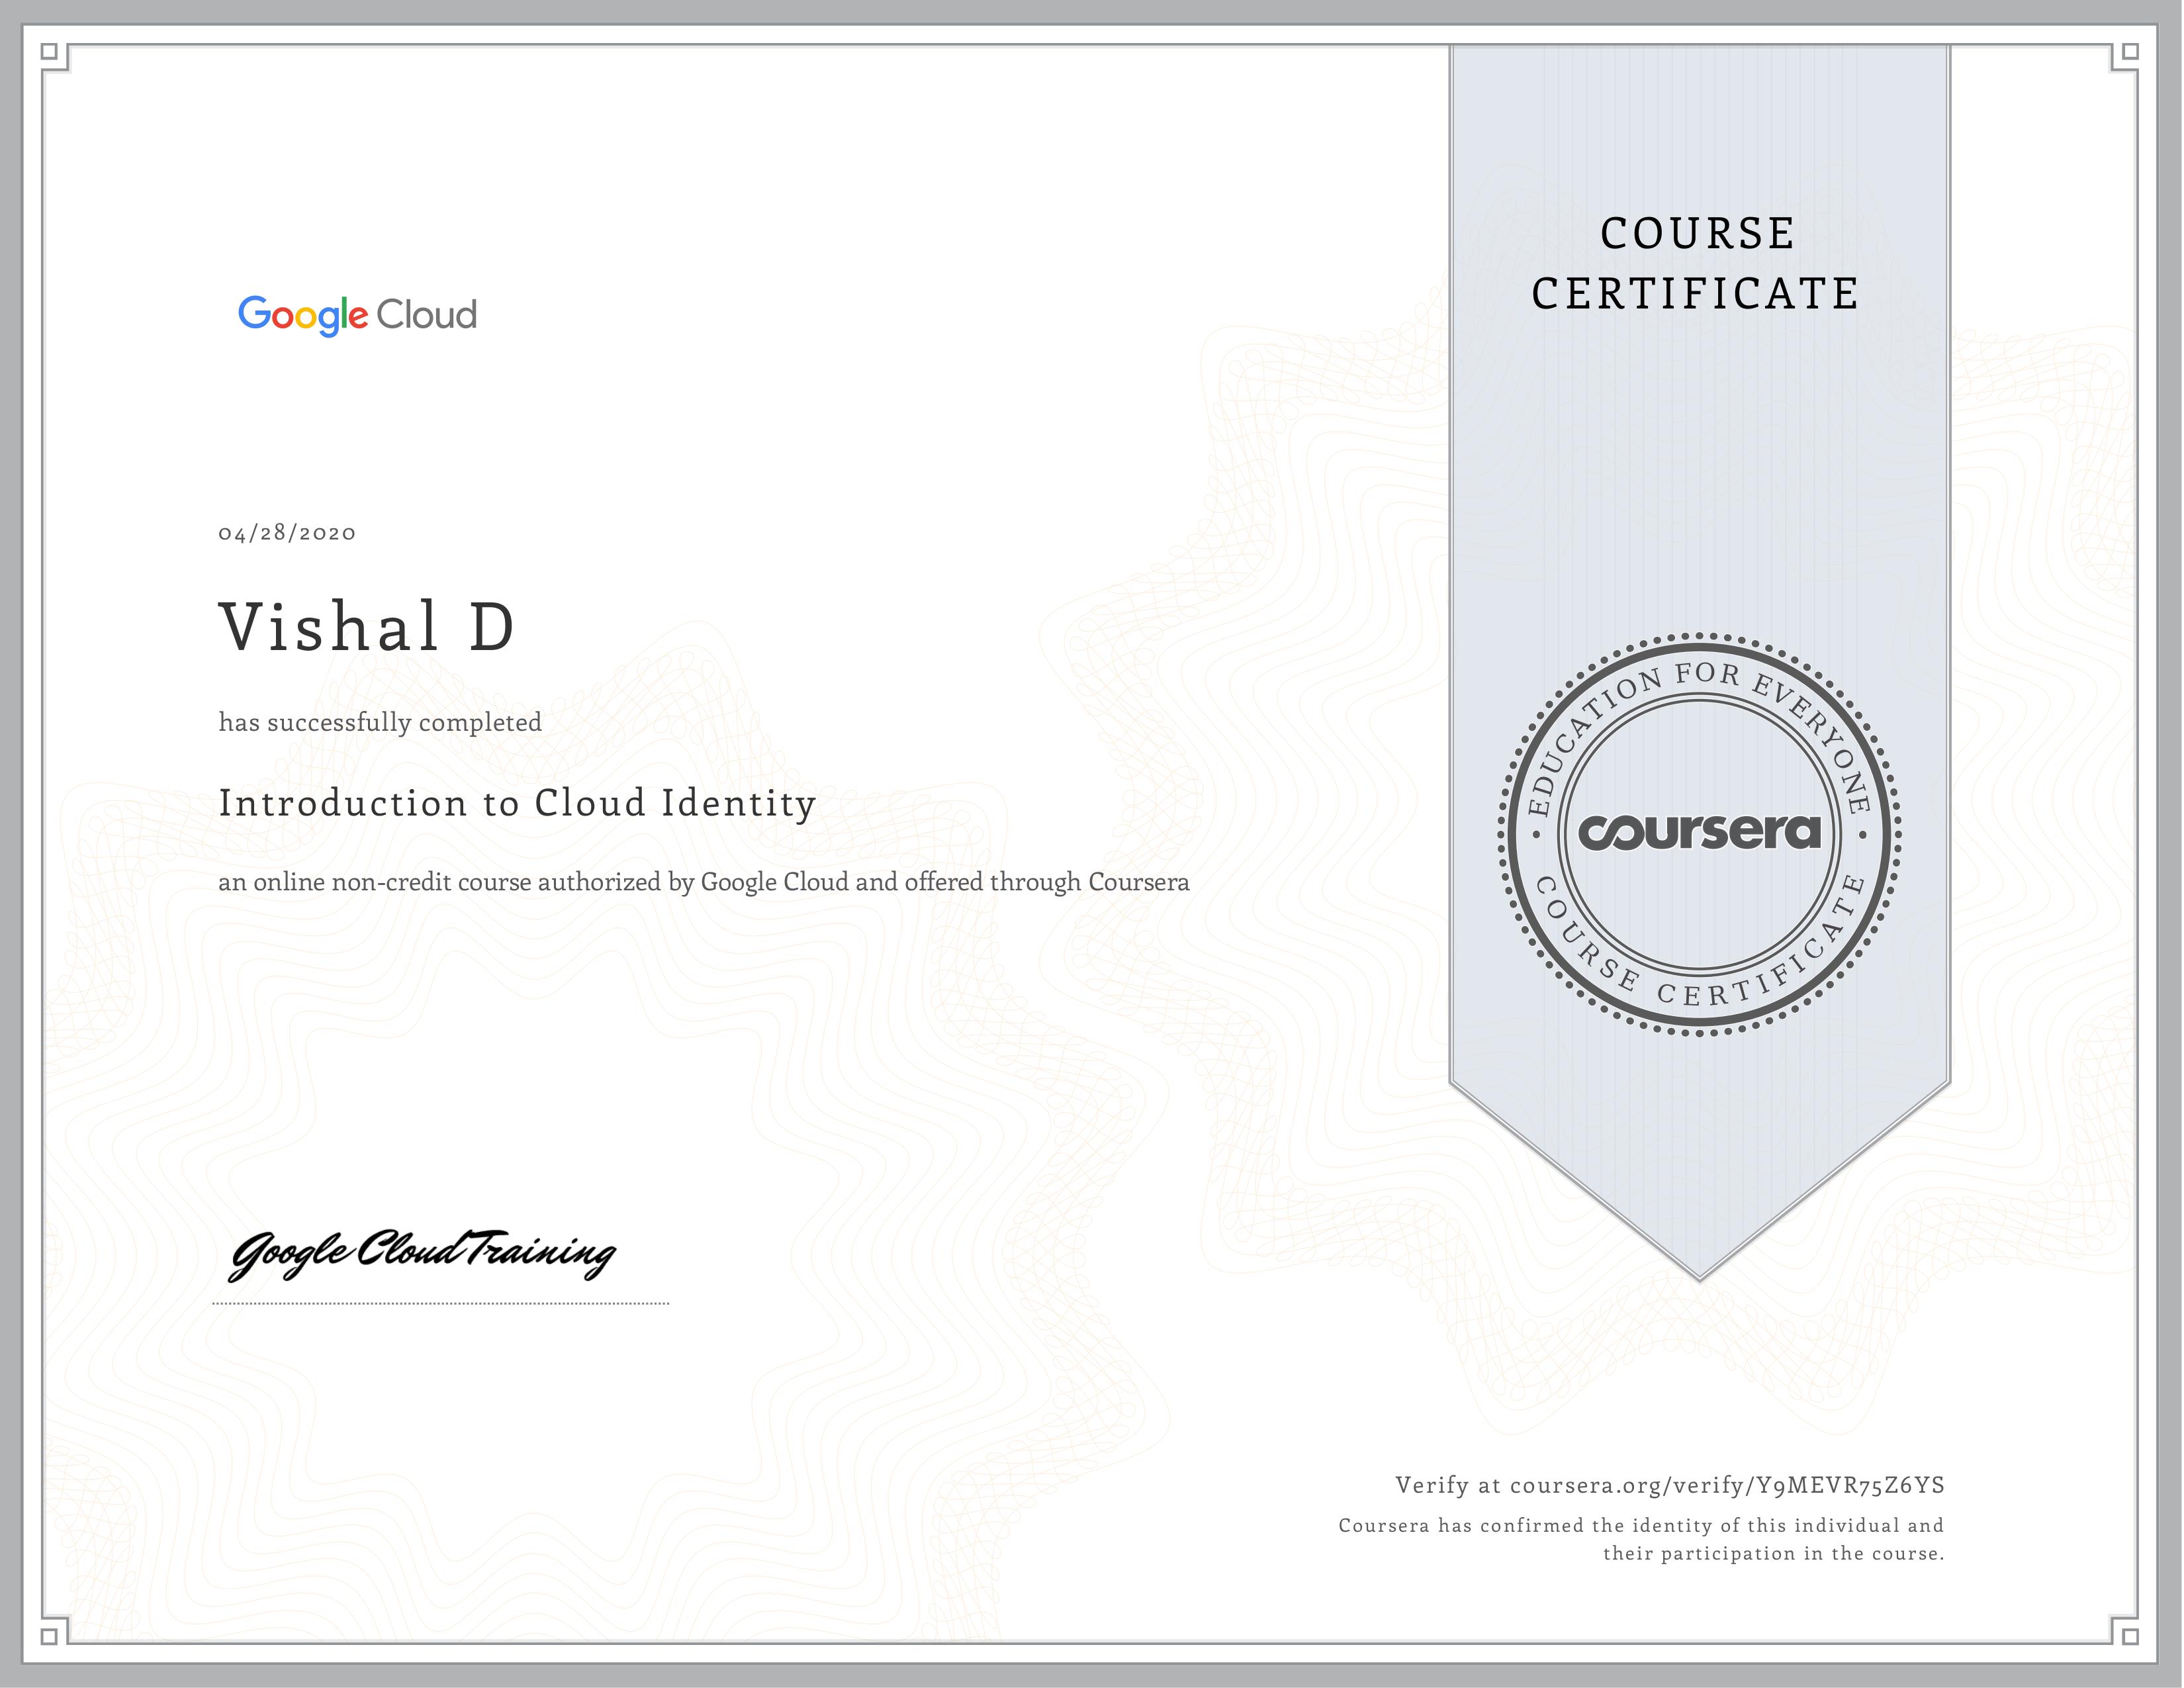 COURSE
CERTIFICATE
Google Cloud
04/28/2020
Vishal D
has successfully completed
Introduction to Cloud Identity
an online non-credit course authorized by Google Cloud and offered through Coursera
EDUCATION FOR EVERYONE
coursera
COURSE CERTIFICATE
Google Cloud Training
Verify at coursera.org/verify/Y9MEVR75Z6YS
Coursera has confirmed the identity of this individual and
their participation in the course.